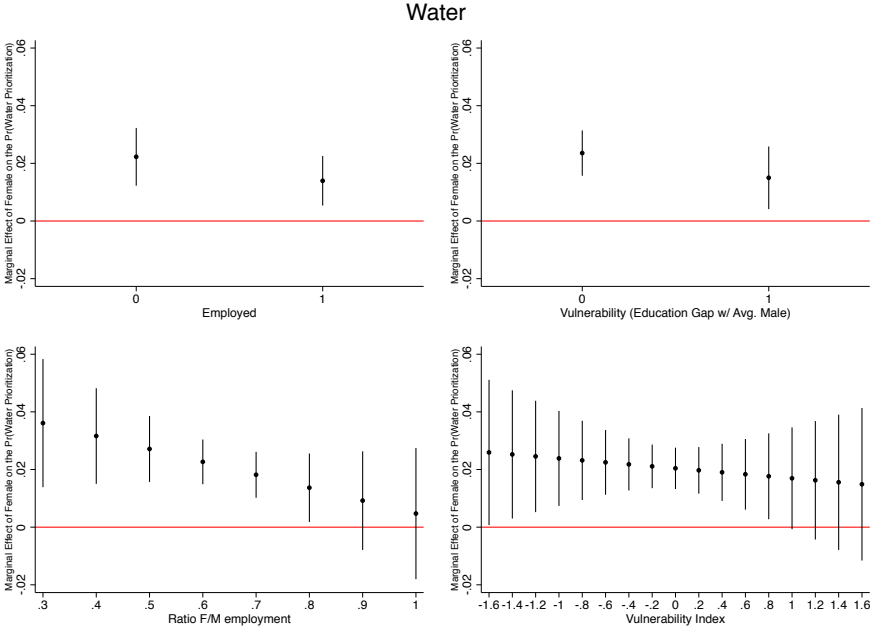 Water
Marginal Effect of Female on the Pr(Water Prioritization)
.06
.04
.02
0
-.02
0 1
Employed
Marginal Effect of Female on the Pr(Water Prioritization)
.06
.04
.02
0
-.02
0 1
Vulnerability (Education Gap w/ Avg. Male)
Marginal Effect of Female on the Pr(Water Prioritization)
.06
.04
.02
0
-.02
.3 .4 .5 .6 .7 .8 .9 1
Ratio F/M employment
Marginal Effect of Female on the Pr(Water Prioritization)
.06
.04
.02
0
-.02
-1.6 -1.4 -1.2 -1 -.8 -.6 -.4 -.2 0 .2 .4 .6 .8 1 1.2 1.4 1.6
Vulnerability Index